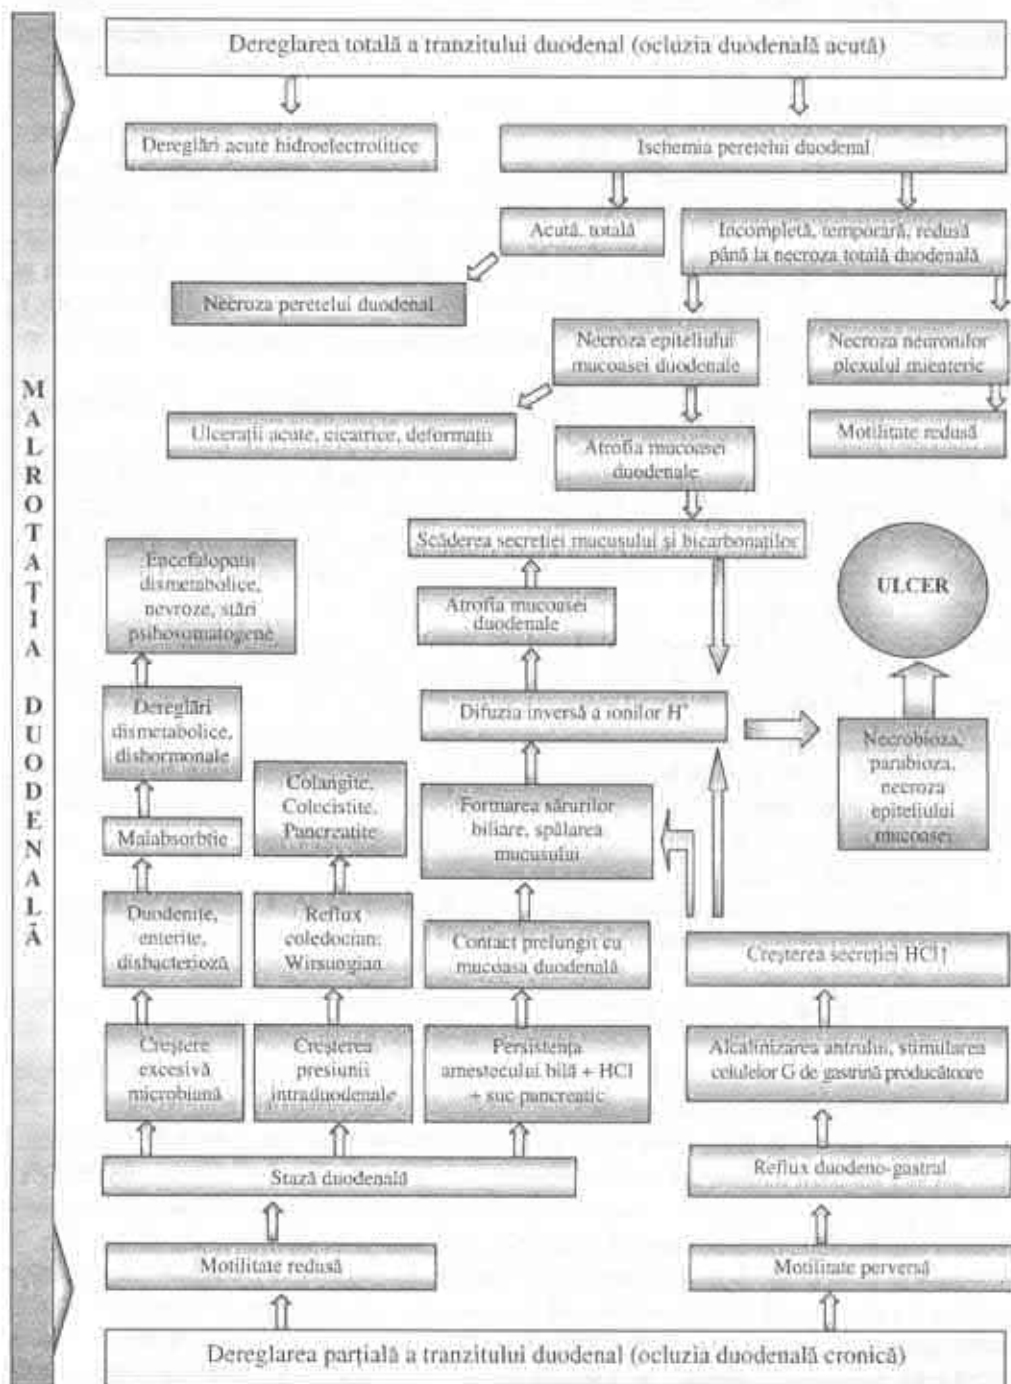 Dereglarea totală a tranzitului duodenal (ocluzia duodenală acută)
Dereglări acute hidroelectrolitice
Ischemia peretelui duodenal
Acută, totală
Incompletă, temporară, redusă
până la necroza totală duodenală
Necroza peretelui duodenal
Necroza epiteliului
mucoasei duodenale
Necroza neuronilor
plexului mienteric
Ulcerații acute, cicatrice, deformații
Atrofia mucoasei
duodenale
Motilitate redusă
MALROTAȚIA DUODENALĂ
Scăderea secreției mucusului și bicarbonaților
Encefalopatii
dismetabolice,
nevroze, stări
psihosomatogene
Atrofia mucoasei
duodenale
ULCER
Dereglări
dismetabolice,
dishormonale
Difuzia inversă a ionilor H⁺
Necrobioza,
parabioza,
necroza
epiteliului
mucoasei
Colangite,
Colecistite,
Pancreatite
Formarea sărurilor
biliare, spălarea
mucusului
Malabsorbție
Duodenite,
enterite,
disbacterioză
Reflux
coledocian;
Wirsungian
Contact prelungit cu
mucoasa duodenală
Creșterea secreției HCl↑
Creștere
excesivă
microbiană
Creșterea
presiunii
intraduodenale
Persistența
amestecului bilă + HCl
+ suc pancreatic
Alcalinizarea antrului, stimularea
celulelor G de gastrină producătoare
Stază duodenală
Reflux duodeno-gastral
Motilitate redusă
Motilitate perversă
Dereglarea parțială a tranzitului duodenal (ocluzia duodenală cronică)